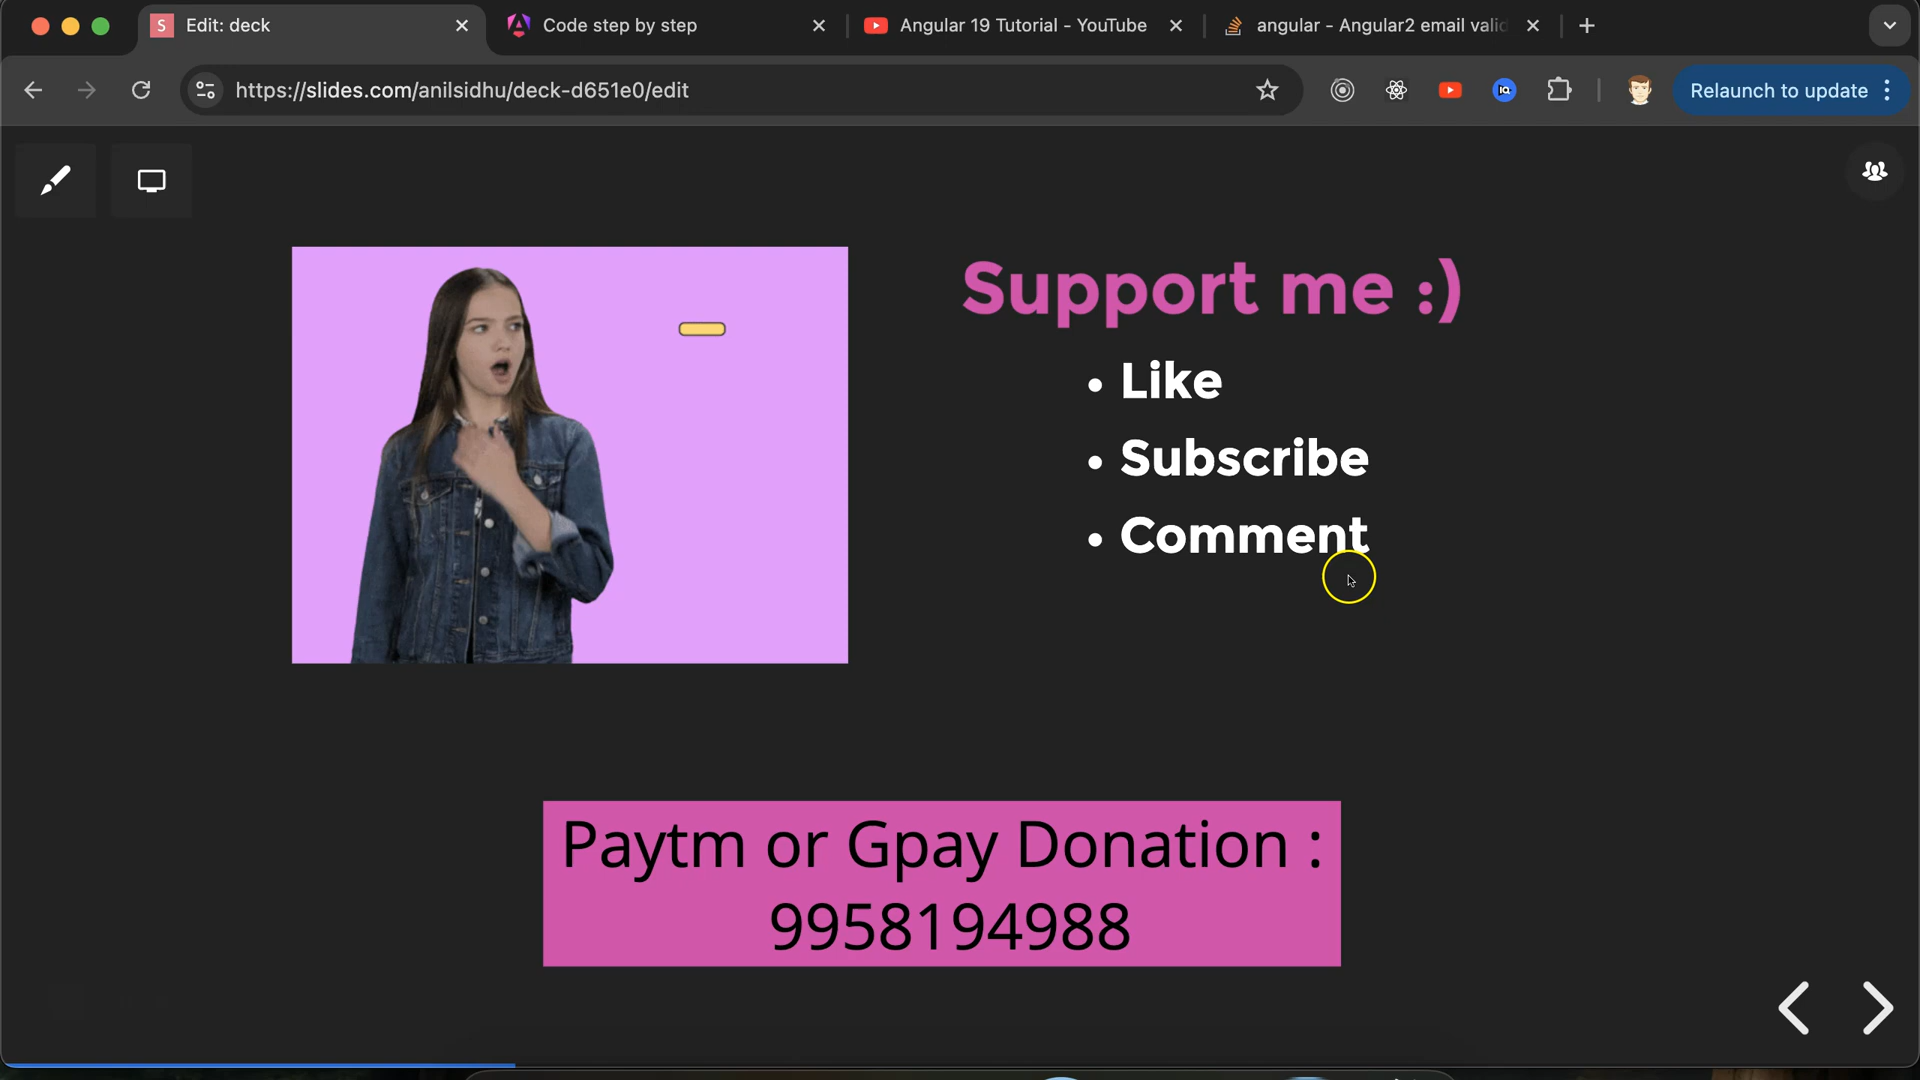 Edit: deck
Code step by step
Angular 19 Tutorial - YouTube
angular - Angular2 email valid
https://slides.com/anilsidhu/deck-d651e0/edit
Relaunch to update
Support me :)
• Like
• Subscribe
• Comment
Paytm or Gpay Donation :
9958194988